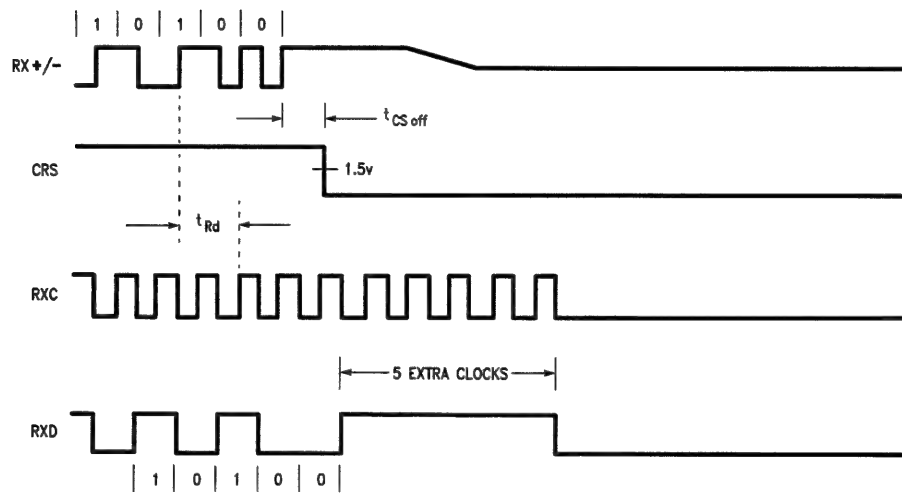 1 0 1 0 0
RX +/-
t CS off
CRS
1.5v
t Rd
RXC
5 EXTRA CLOCKS
RXD
1 0 1 0 0